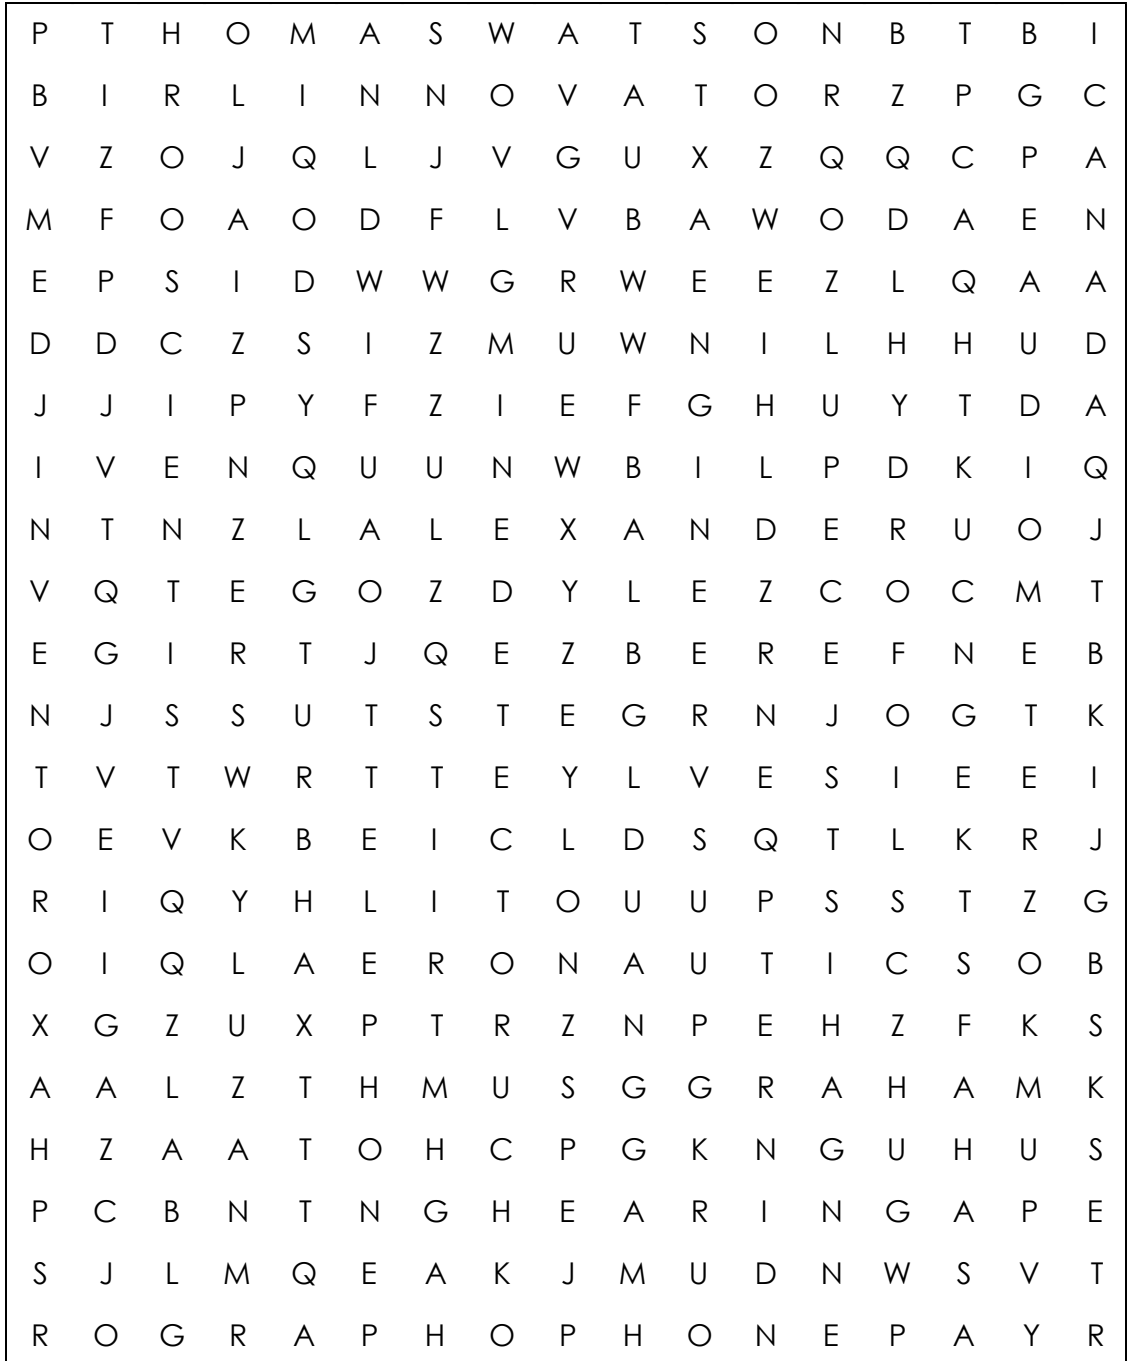 P T H O M A S W A T S O N B T B I
B I R L I N N O V A T O R Z P G C
V Z O J Q L J V G U X Z Q Q C P A
M F O A O D F L V B A W O D A E N
E P S I D W W G R W E E Z L Q A A
D D C Z S I Z M U W N I L H H U D
J J I P Y F Z I E F G H U Y T D A
I V E N Q U U N W B I L P D K I Q
N T N Z L A L E X A N D E R U O J
V Q T E G O Z D Y L E Z C O C M T
E G I R T J Q E Z B E R E F N E B
N J S S U T S T E G R N J O G T K
T V T W R T T E Y L V E S I E E I
O E V K B E I C L D S Q T L K R J
R I Q Y H L I T O U U P S S T Z G
O I Q L A E R O N A U T I C S O B
X G Z U X P T R Z N P E H Z F K S
A A L Z T H M U S G G R A H A M K
H Z A A T O H C P G K N G U H U S
P C B N T N G H E A R I N G A P E
S J L M Q E A K J M U D N W S V T
R O G R A P H O P H O N E P A Y R